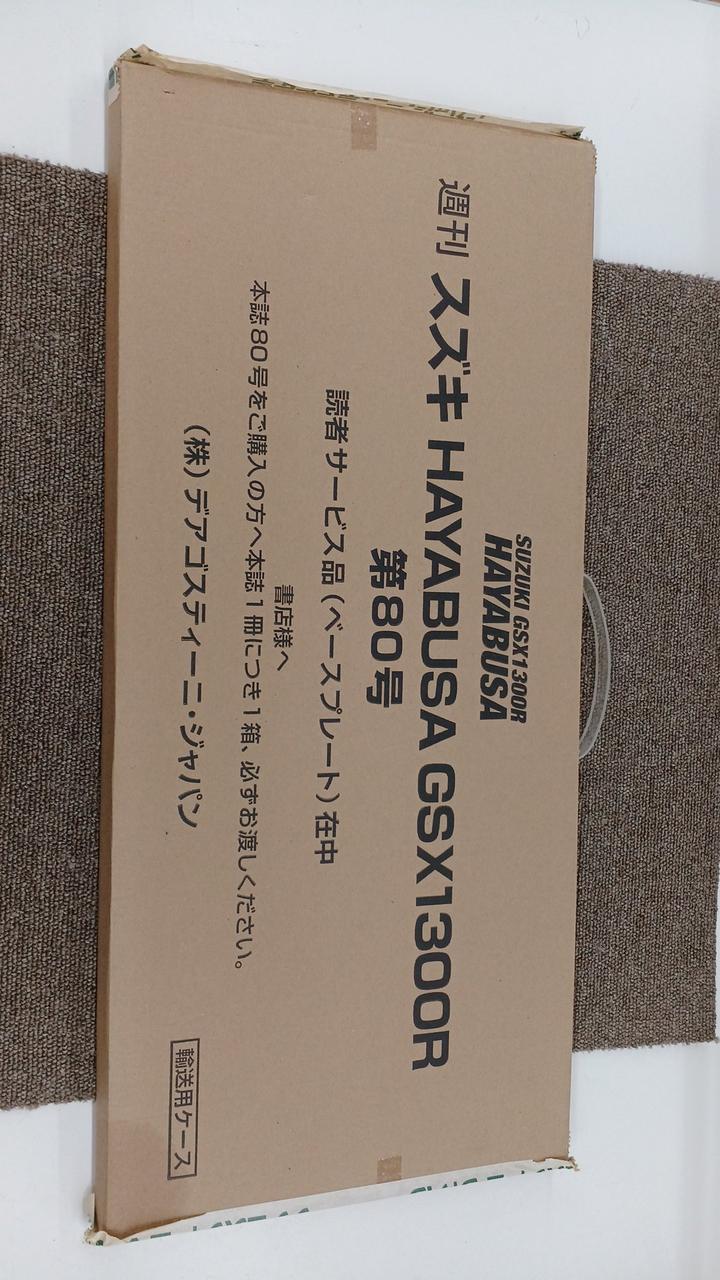 SUZUKI GSX1300R
HAYABUSA
週刊 スズキ HAYABUSA GSX1300R
第80号
読者サービス品(ベースプレート)在中
書店様へ
本誌80号をご購入の方へ本誌1冊につき1箱、必ずお渡しください。
(株)デアゴスティーニ・ジャパン
輸送用ケース